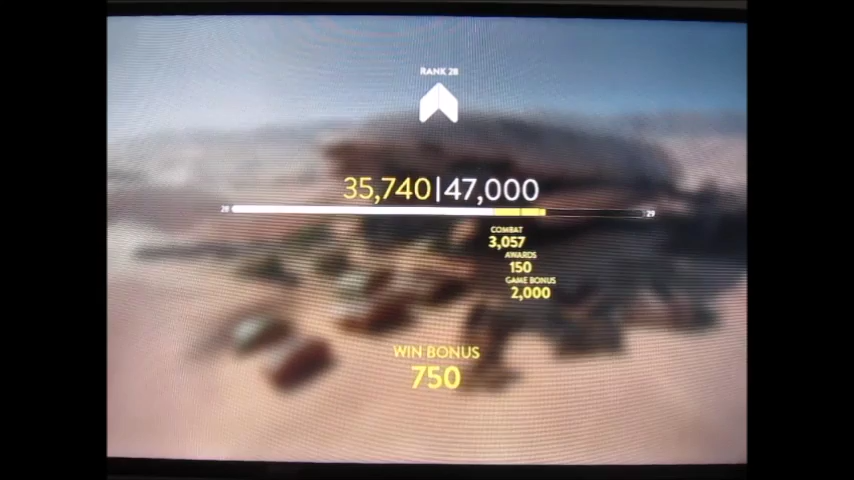 RANK 28
35,740|47,000
28 29
COMBAT
3,057
AWARDS
150
GAME BONUS
2,000
WIN BONUS
750